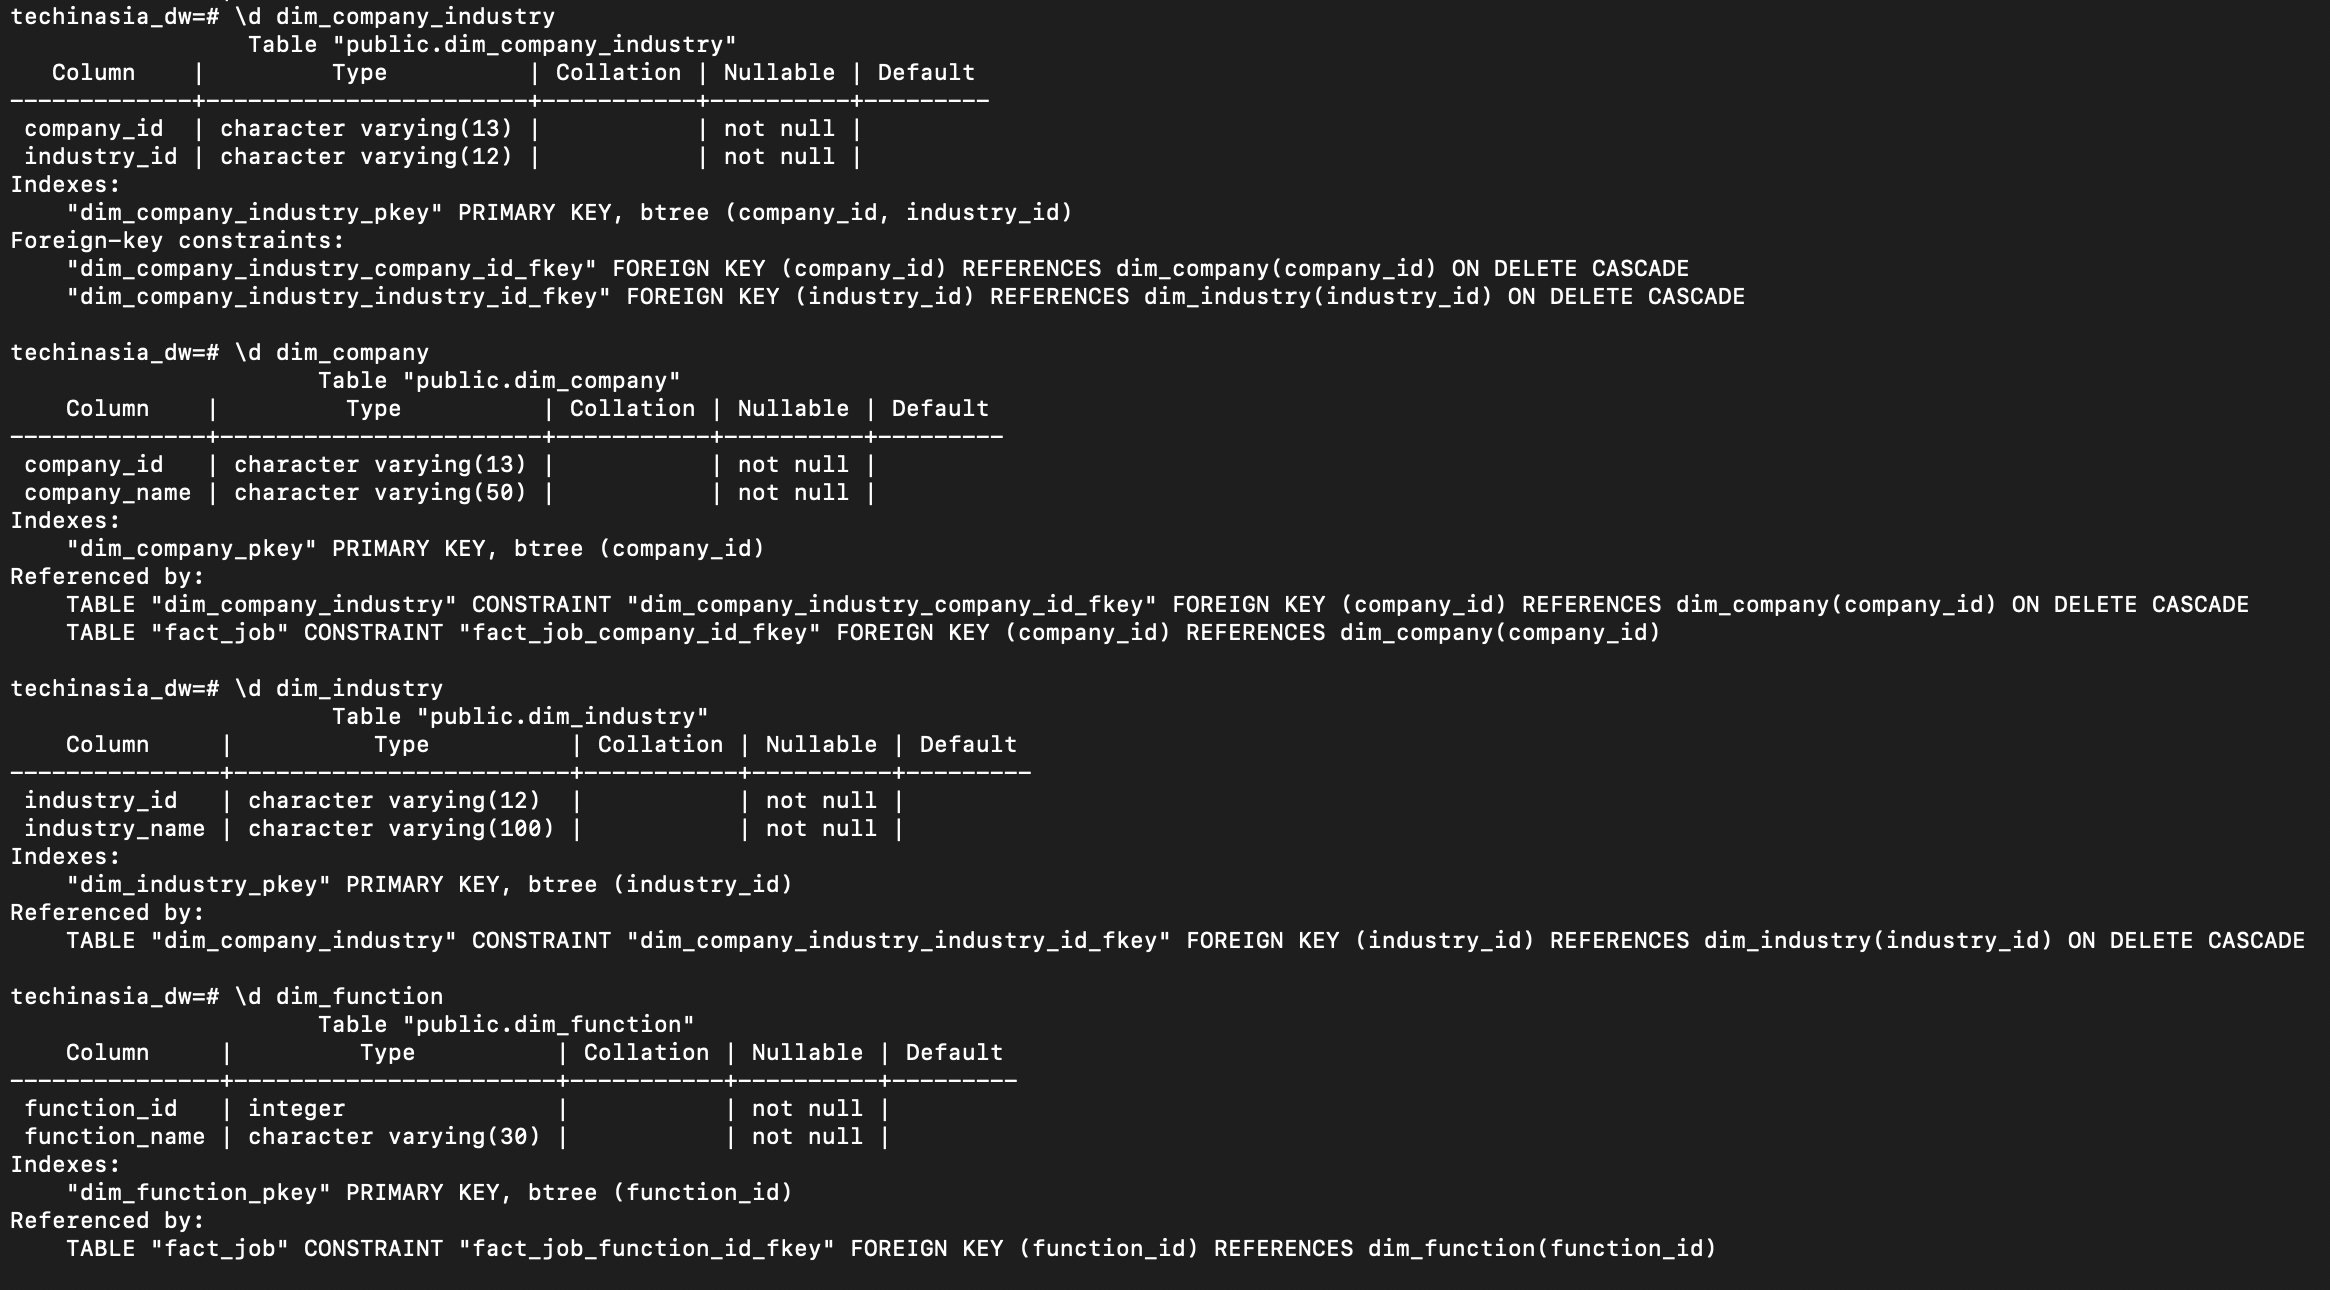 techinasia_dw=# \d dim_company_industry
Table "public.dim_company_industry"
Column | Type | Collation | Nullable | Default
-------------+-----------------------+-----------+----------+---------
company_id | character varying(13) | | not null |
industry_id | character varying(12) | | not null |
Indexes:
"dim_company_industry_pkey" PRIMARY KEY, btree (company_id, industry_id)
Foreign-key constraints:
"dim_company_industry_company_id_fkey" FOREIGN KEY (company_id) REFERENCES dim_company(company_id) ON DELETE CASCADE
"dim_company_industry_industry_id_fkey" FOREIGN KEY (industry_id) REFERENCES dim_industry(industry_id) ON DELETE CASCADE
techinasia_dw=# \d dim_company
Table "public.dim_company"
Column | Type | Collation | Nullable | Default
--------------+-----------------------+-----------+----------+---------
company_id | character varying(13) | | not null |
company_name | character varying(50) | | not null |
Indexes:
"dim_company_pkey" PRIMARY KEY, btree (company_id)
Referenced by:
TABLE "dim_company_industry" CONSTRAINT "dim_company_industry_company_id_fkey" FOREIGN KEY (company_id) REFERENCES dim_company(company_id) ON DELETE CASCADE
TABLE "fact_job" CONSTRAINT "fact_job_company_id_fkey" FOREIGN KEY (company_id) REFERENCES dim_company(company_id)
techinasia_dw=# \d dim_industry
Table "public.dim_industry"
Column | Type | Collation | Nullable | Default
---------------+------------------------+-----------+----------+---------
industry_id | character varying(12) | | not null |
industry_name | character varying(100) | | not null |
Indexes:
"dim_industry_pkey" PRIMARY KEY, btree (industry_id)
Referenced by:
TABLE "dim_company_industry" CONSTRAINT "dim_company_industry_industry_id_fkey" FOREIGN KEY (industry_id) REFERENCES dim_industry(industry_id) ON DELETE CASCADE
techinasia_dw=# \d dim_function
Table "public.dim_function"
Column | Type | Collation | Nullable | Default
---------------+-----------------------+-----------+----------+---------
function_id | integer | | not null |
function_name | character varying(30) | | not null |
Indexes:
"dim_function_pkey" PRIMARY KEY, btree (function_id)
Referenced by:
TABLE "fact_job" CONSTRAINT "fact_job_function_id_fkey" FOREIGN KEY (function_id) REFERENCES dim_function(function_id)